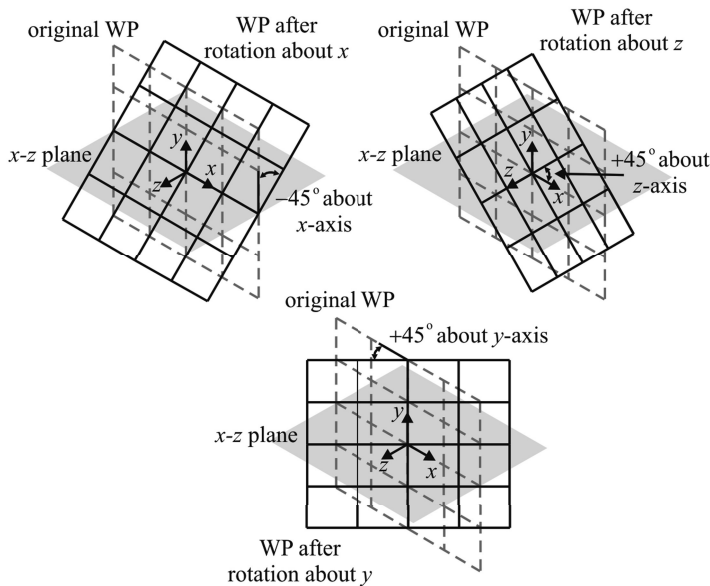 original WP
WP after
rotation about x
y
x
z
x-z plane
−45° about
x-axis
original WP
WP after
rotation about z
y
z
x
x-z plane
+45° about
z-axis
original WP
+45° about y-axis
y
z
x
x-z plane
WP after
rotation about y